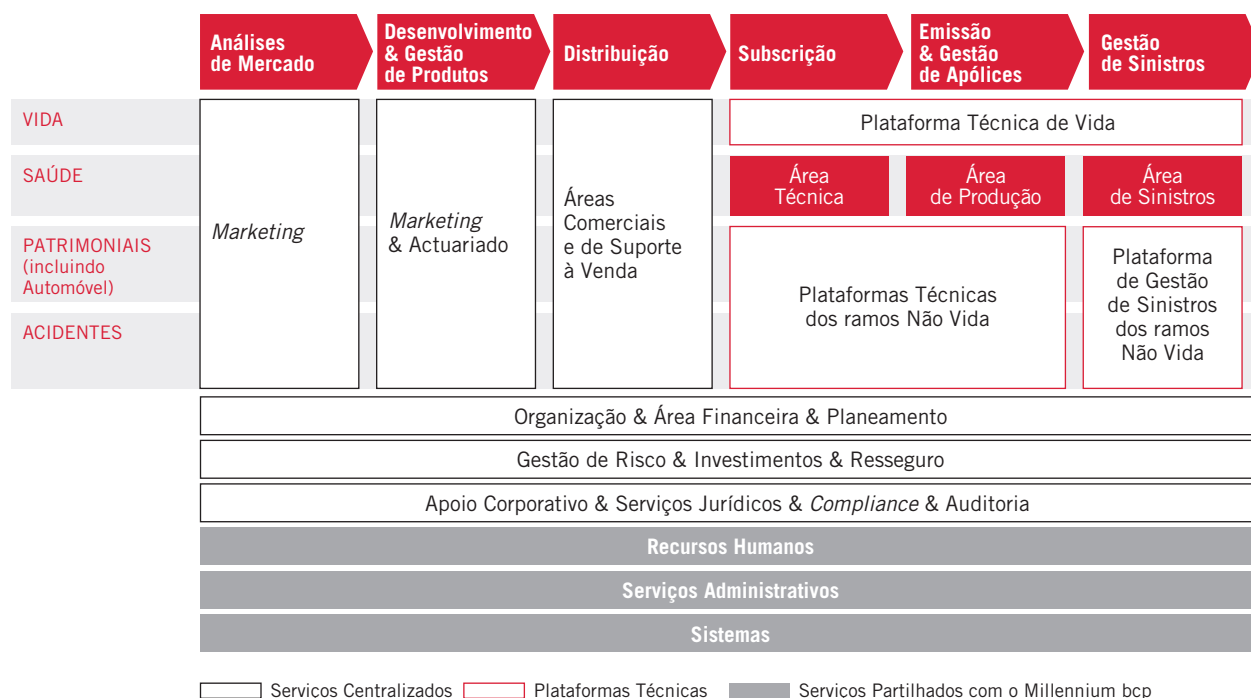 Análises
de Mercado
Desenvolvimento
& Gestão
de Produtos
Distribuição
Subscrição
Emissão
& Gestão
de Apólices
Gestão
de Sinistros
VIDA
SAÚDE
PATRIMONIAIS
(incluindo
Automóvel)
ACIDENTES
Marketing
Marketing
& Actuariado
Áreas
Comerciais
e de Suporte
à Venda
Plataforma Técnica de Vida
Área
Técnica
Área
de Produção
Área
de Sinistros
Plataformas Técnicas
dos ramos Não Vida
Plataforma
de Gestão
de Sinistros
dos ramos
Não Vida
Organização & Área Financeira & Planeamento
Gestão de Risco & Investimentos & Resseguro
Apoio Corporativo & Serviços Jurídicos & Compliance & Auditoria
Recursos Humanos
Serviços Administrativos
Sistemas
Serviços Centralizados
Plataformas Técnicas
Serviços Partilhados com o Millennium bcp